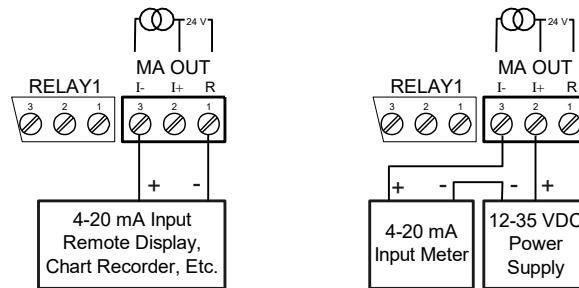 24 V
MA OUT
RELAY1 I- I+ R
3 2 1 3 2 1
+ -
4-20 mA Input
Remote Display,
Chart Recorder, Etc.
24 V
MA OUT
RELAY1 I- I+ R
3 2 1 3 2 1
+ - - +
4-20 mA
Input Meter
12-35 VDC
Power
Supply